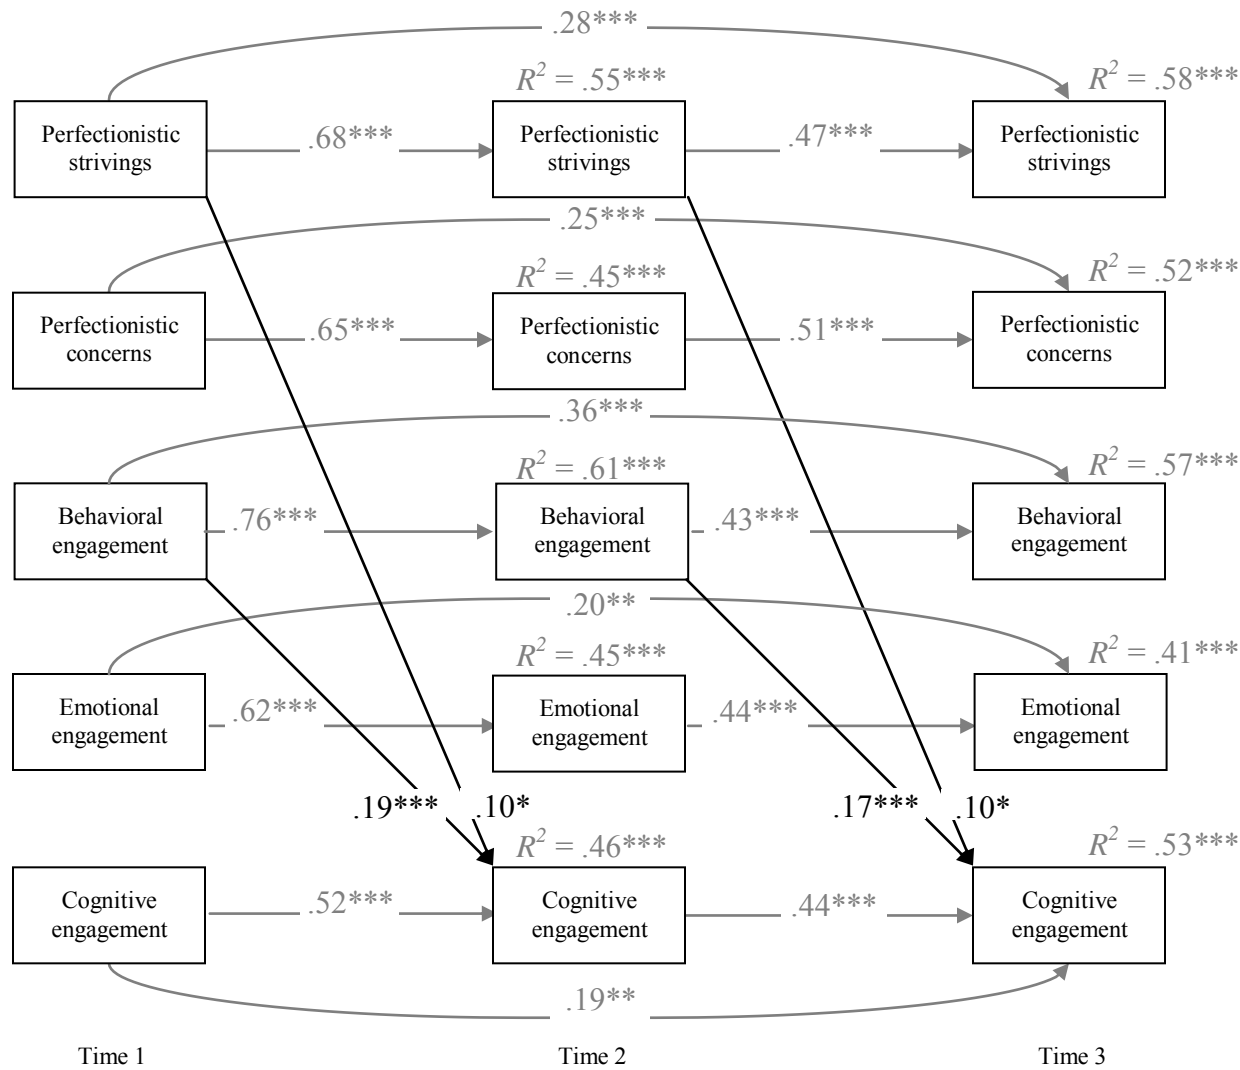 .28***
R² = .55***
R² = .58***
Perfectionistic
strivings
.68***
Perfectionistic
strivings
.47***
Perfectionistic
strivings
.25***
R² = .45***
R² = .52***
Perfectionistic
concerns
.65***
Perfectionistic
concerns
.51***
Perfectionistic
concerns
.36***
R² = .61***
R² = .57***
Behavioral
engagement
.76***
Behavioral
engagement
.43***
Behavioral
engagement
.20**
R² = .45***
R² = .41***
Emotional
engagement
.62***
Emotional
engagement
.44***
Emotional
engagement
.19***
.10*
.17***
.10*
R² = .46***
R² = .53***
Cognitive
engagement
.52***
Cognitive
engagement
.44***
Cognitive
engagement
.19**
Time 1
Time 2
Time 3